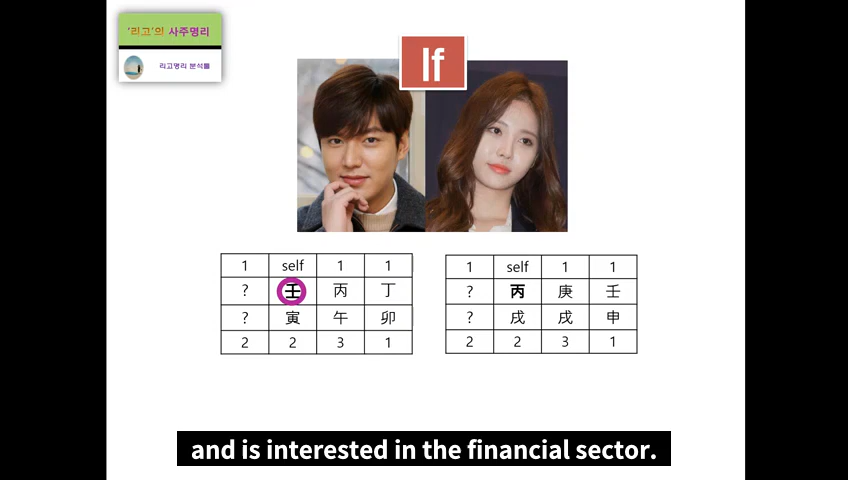 '리고'의 사주명리
리고명리 분석틀
If
1 self 1 1
? 壬 丙 丁
? 寅 午 卯
2 2 3 1
1 self 1 1
? 丙 庚 壬
? 戌 戌 申
2 2 3 1
and is interested in the financial sector.